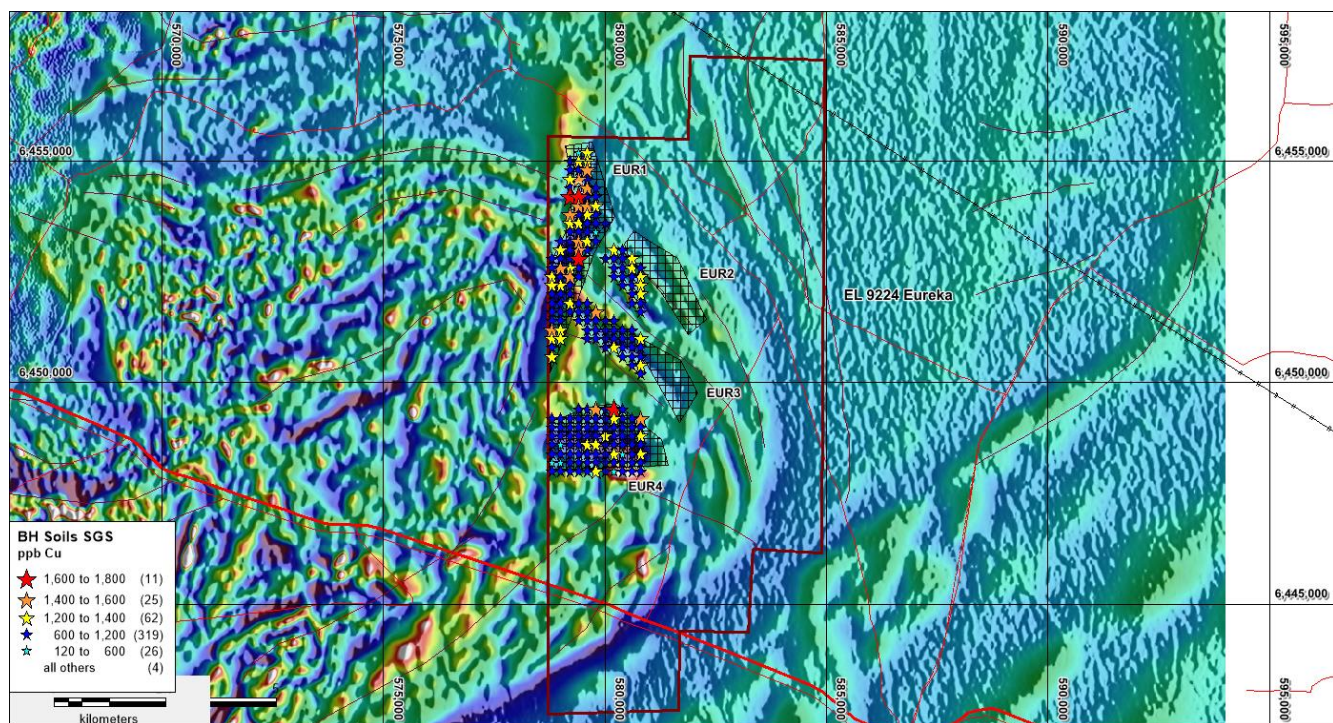 570,000
575,000
580,000
585,000
590,000
595,000
6,455,000
6,455,000
EUR1
EUR2
EL 9224 Eureka
6,450,000
6,450,000
EUR3
EUR4
BH Soils SGS
ppb Cu
1,600 to 1,800 (11)
1,400 to 1,600 (25)
1,200 to 1,400 (62)
600 to 1,200 (319)
120 to 600 (26)
all others (4)
6,445,000
5
kilometers
575,000
580,000
585,000
590,000
595,000